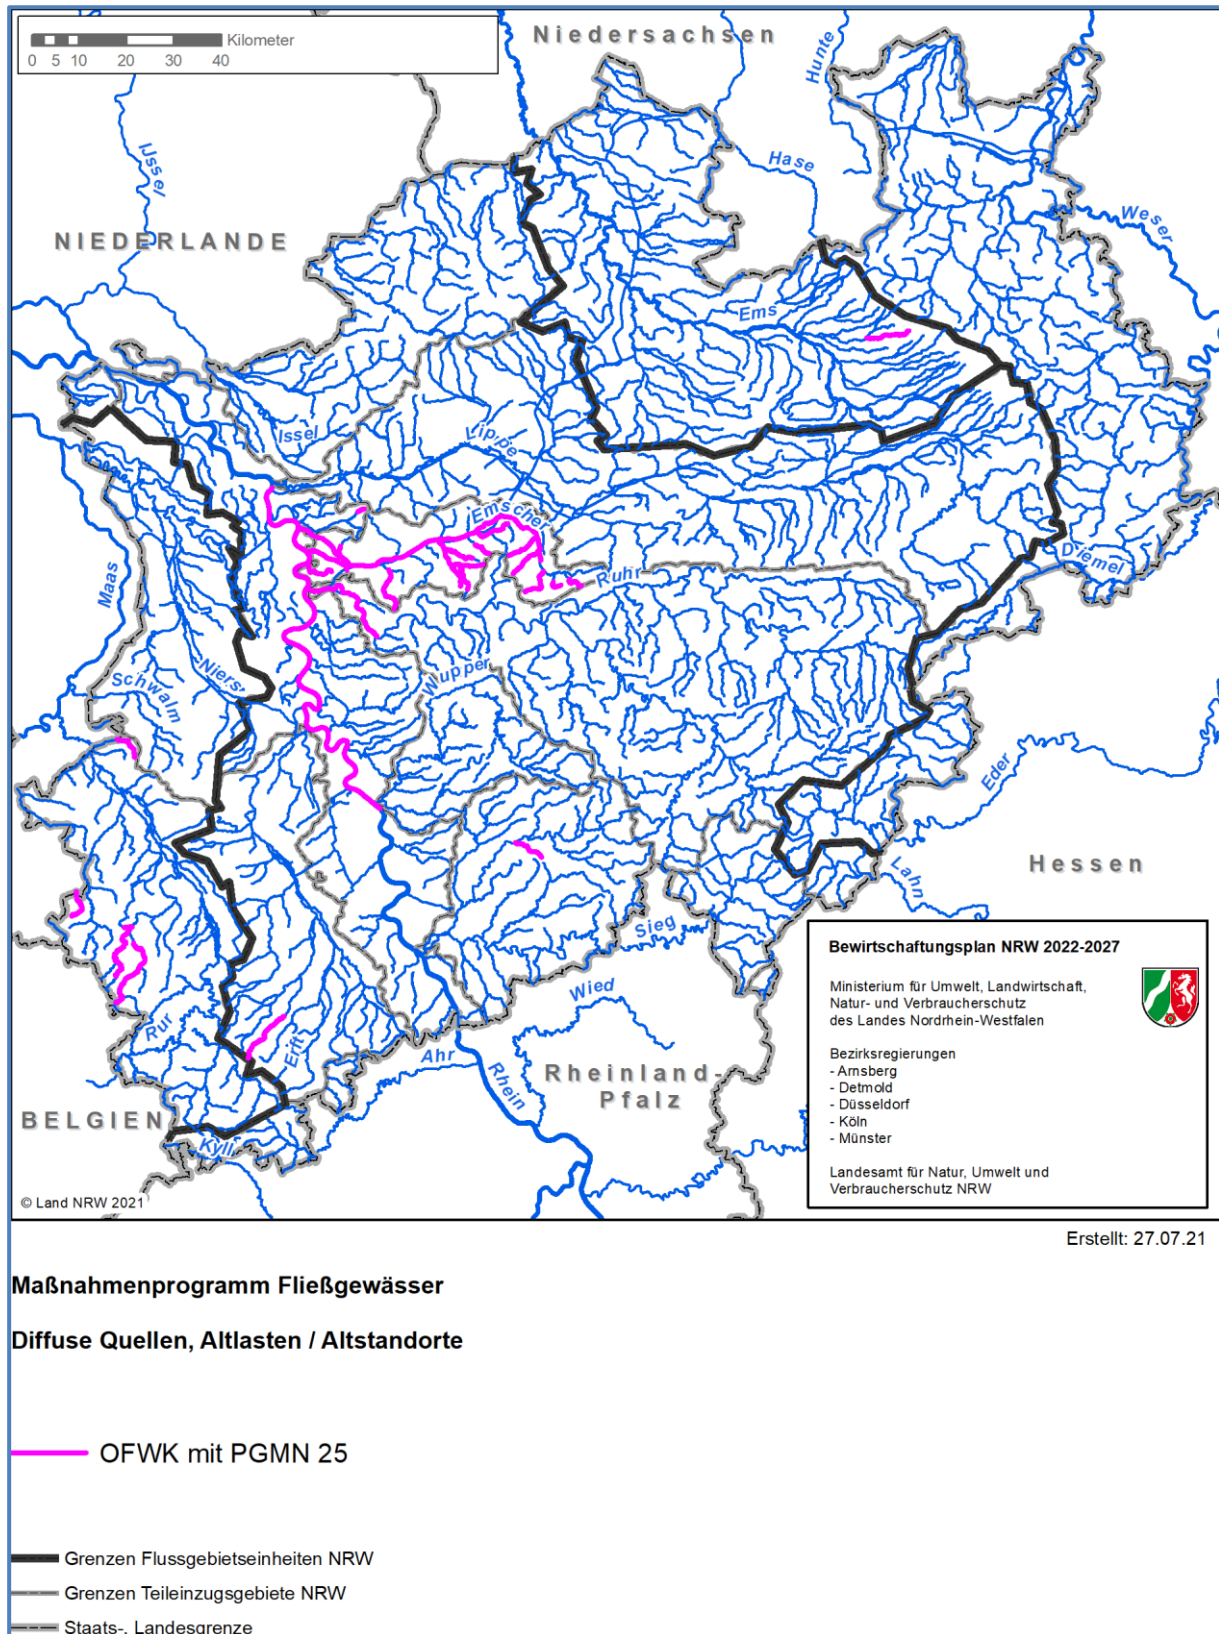 Kilometer
0 5 10 20 30 40
Niedersachsen
Hunte
IJssel
Hase
NIEDERLANDE
Weser
Ems
Issel
Lippe
Emscher
Diemel
Ruhr
Maas
Wupper
Niers
Schwalm
Eder
Hessen
Lahn
Sieg
Wied
Rur
Erft
Ahr
Rhein
Rheinland-
Pfalz
BELGIEN
Kyll
Bewirtschaftungsplan NRW 2022-2027
Ministerium für Umwelt, Landwirtschaft,
Natur- und Verbraucherschutz
des Landes Nordrhein-Westfalen
Bezirksregierungen
- Arnsberg
- Detmold
- Düsseldorf
- Köln
- Münster
Landesamt für Natur, Umwelt und
Verbraucherschutz NRW
© Land NRW 2021
Erstellt: 27.07.21
Maßnahmenprogramm Fließgewässer
Diffuse Quellen, Altlasten / Altstandorte
OFWK mit PGMN 25
Grenzen Flussgebietseinheiten NRW
Grenzen Teileinzugsgebiete NRW
Staats-, Landesgrenze